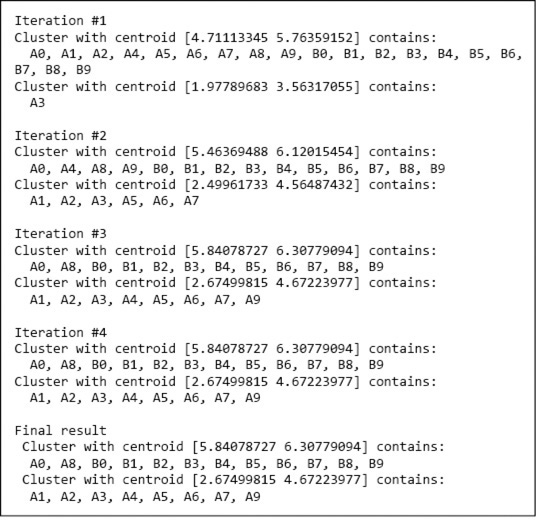 Iteration #1
Cluster with centroid [4.71113345 5.76359152] contains:
A0, A1, A2, A4, A5, A6, A7, A8, A9, B0, B1, B2, B3, B4, B5, B6,
B7, B8, B9
Cluster with centroid [1.97789683 3.56317055] contains:
A3
Iteration #2
Cluster with centroid [5.46369488 6.12015454] contains:
A0, A4, A8, A9, B0, B1, B2, B3, B4, B5, B6, B7, B8, B9
Cluster with centroid [2.49961733 4.56487432] contains:
A1, A2, A3, A5, A6, A7
Iteration #3
Cluster with centroid [5.84078727 6.30779094] contains:
A0, A8, B0, B1, B2, B3, B4, B5, B6, B7, B8, B9
Cluster with centroid [2.67499815 4.67223977] contains:
A1, A2, A3, A4, A5, A6, A7, A9
Iteration #4
Cluster with centroid [5.84078727 6.30779094] contains:
A0, A8, B0, B1, B2, B3, B4, B5, B6, B7, B8, B9
Cluster with centroid [2.67499815 4.67223977] contains:
A1, A2, A3, A4, A5, A6, A7, A9
Final result
Cluster with centroid [5.84078727 6.30779094] contains:
A0, A8, B0, B1, B2, B3, B4, B5, B6, B7, B8, B9
Cluster with centroid [2.67499815 4.67223977] contains:
A1, A2, A3, A4, A5, A6, A7, A9